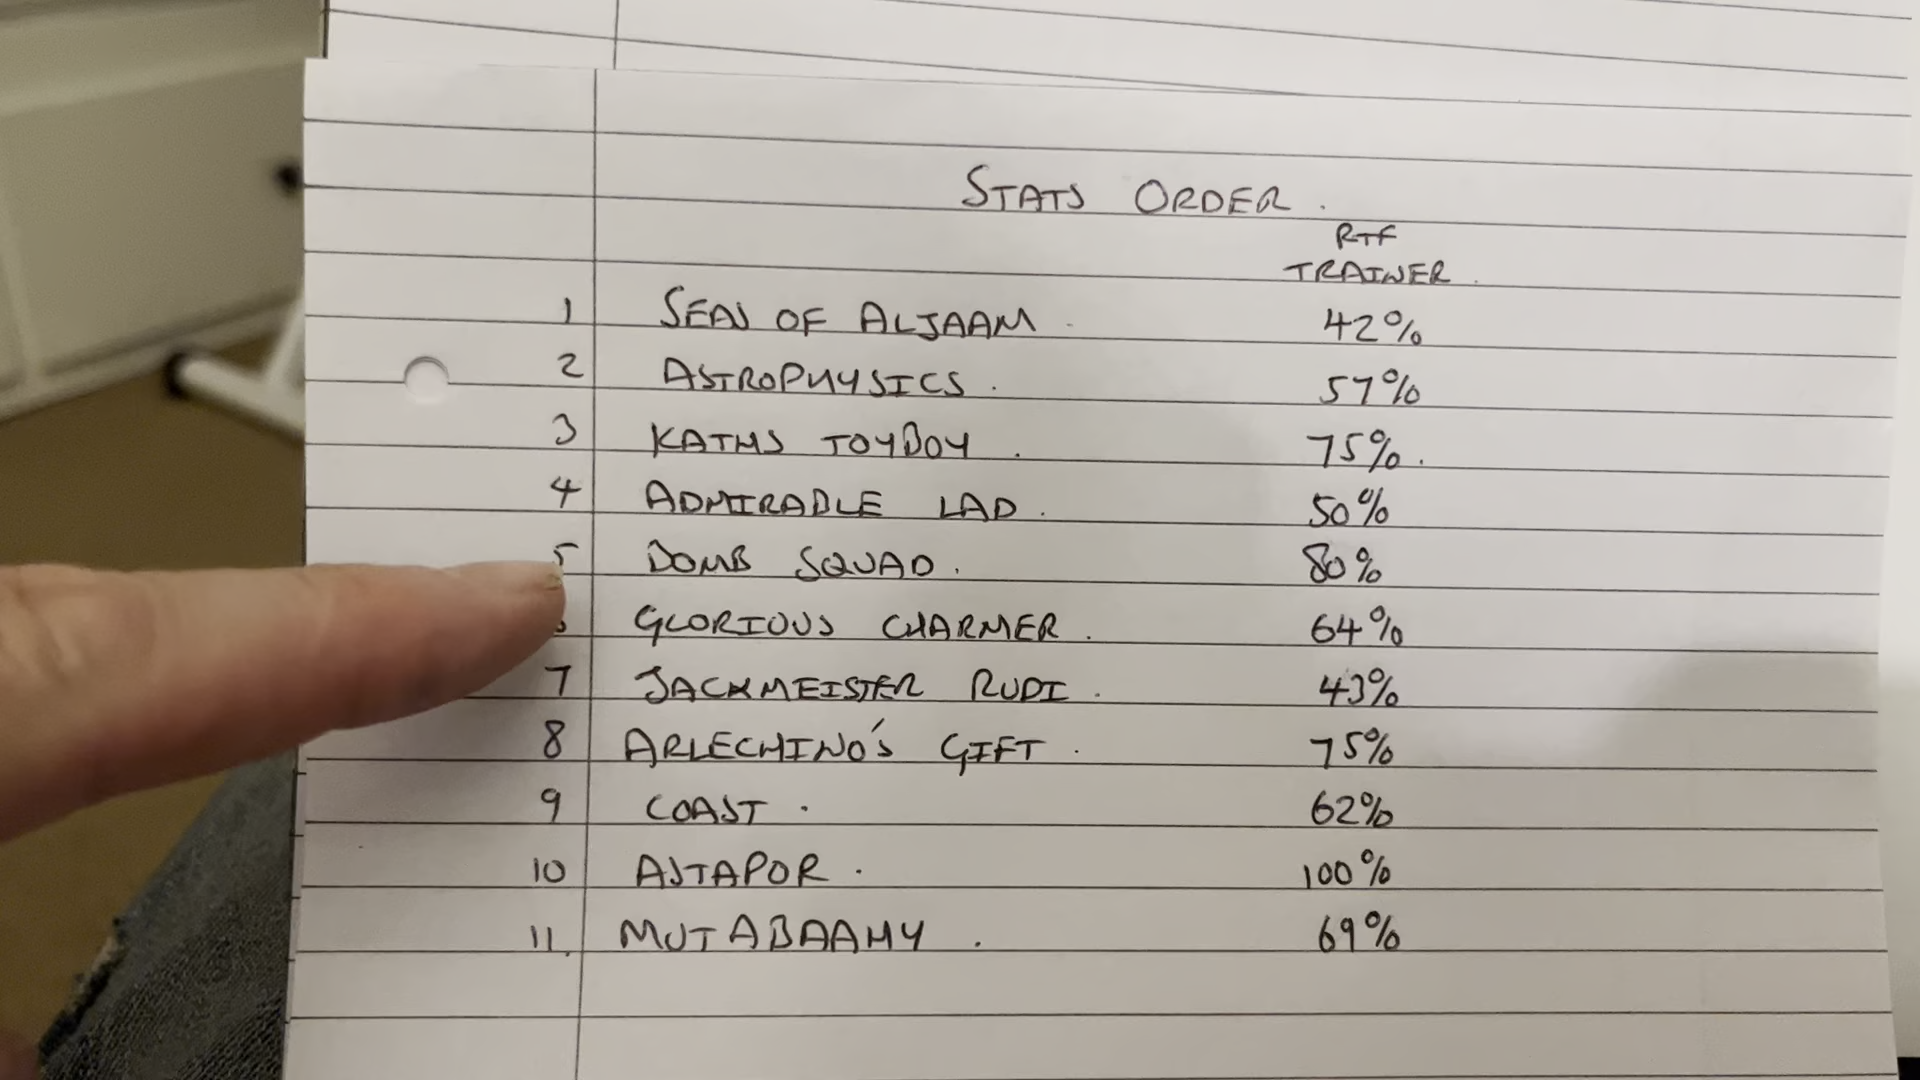 STATS ORDER.
RTF
TRAINER.
1 SEAS OF ALJAAM. 42%
2 ASTROPHYSICS. 57%
3 KATHS TOYBOY. 75%.
4 ADMIRABLE LAD. 50%
5 BOMB SQUAD. 80%
GLORIOUS CHARMER. 64%
7 JACKMEISTER RUDI. 43%
8 ARLECHINO'S GIFT. 75%
9 COAST. 62%
10 ASTAPOR. 100%
11. MUTABAAHY. 69%